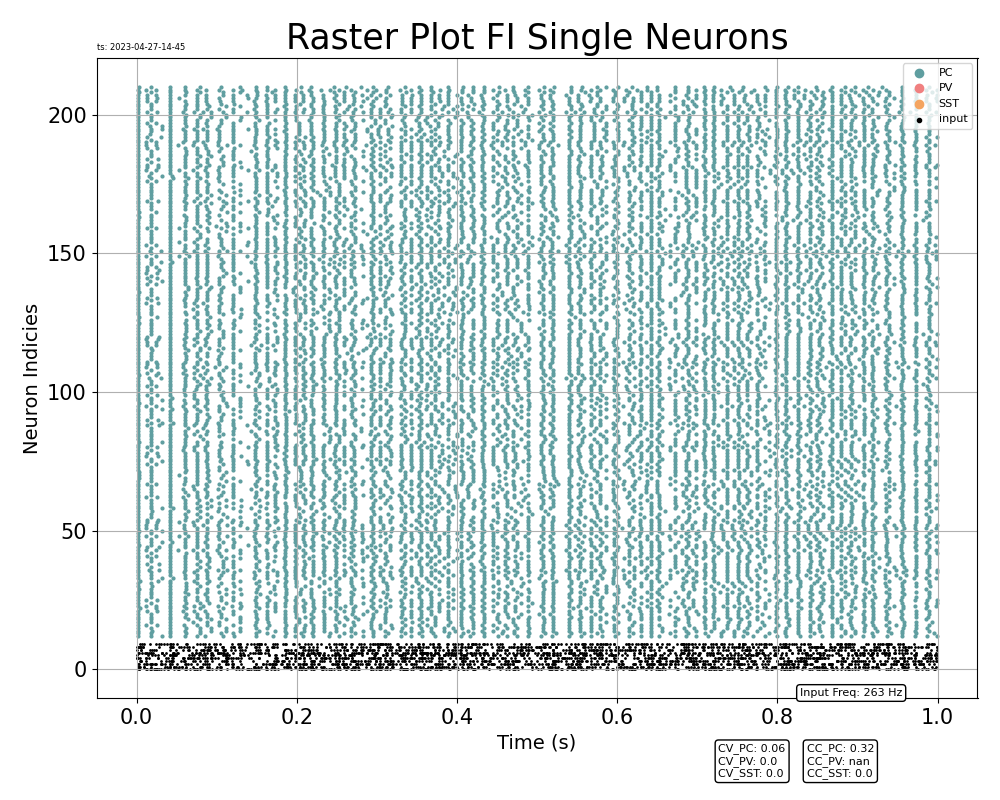 Raster Plot FI Single Neurons
ts: 2023-04-27-14-45
PC
PV
SST
input
200
150
100
50
0
Neuron Indicies
0.0 0.2 0.4 0.6 0.8 1.0
Time (s)
Input Freq: 263 Hz
CV_PC: 0.06
CV_PV: 0.0
CV_SST: 0.0
CC_PC: 0.32
CC_PV: nan
CC_SST: 0.0